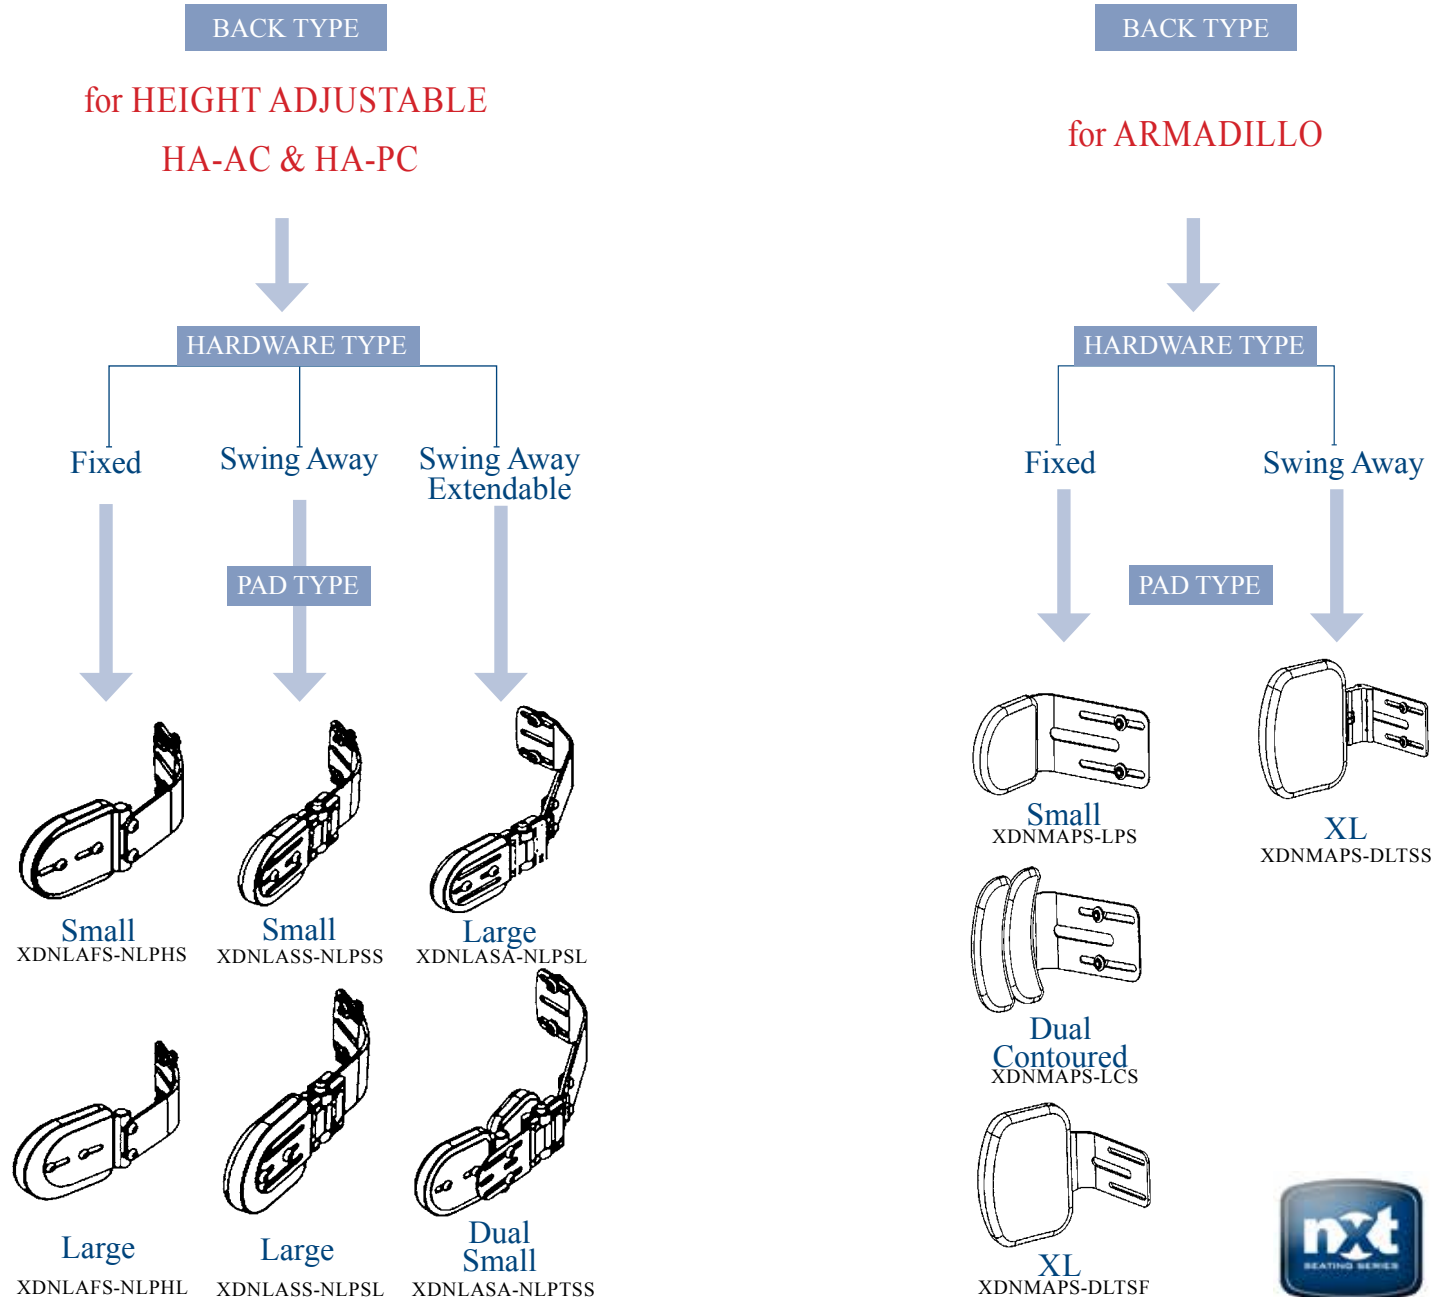 BACK TYPE
for HEIGHT ADJUSTABLE
HA-AC & HA-PC
HARDWARE TYPE
Fixed
Swing Away
Swing Away
Extendable
PAD TYPE
Small
XDNLAFS-NLPHS
Small
XDNLASS-NLPSS
Large
XDNLASA-NLPSL
Large
XDNLAFS-NLPHL
Large
XDNLASS-NLPSL
Dual
Small
XDNLASA-NLPTSS
BACK TYPE
for ARMADILLO
HARDWARE TYPE
Fixed
Swing Away
PAD TYPE
Small
XDNMAPS-LPS
XL
XDNMAPS-DLTSS
Dual
Contoured
XDNMAPS-LCS
XL
XDNMAPS-DLTSF
nxt
SEATING SERIES